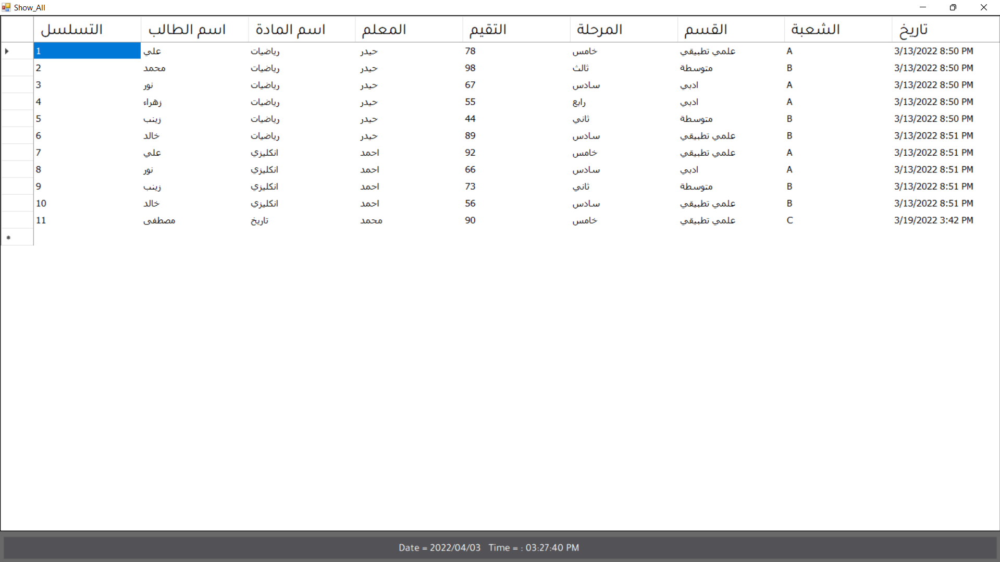 Show_All
التسلسل اسم الطالب اسم المادة المعلم التقيم المرحلة القسم الشعبة تاريخ
1 علي رياضيات حيدر 78 خامس علمي تطبيقي A 3/13/2022 8:50 PM
2 محمد رياضيات حيدر 98 ثالث متوسطة B 3/13/2022 8:50 PM
3 نور رياضيات حيدر 67 سادس ادبي A 3/13/2022 8:50 PM
4 زهراء رياضيات حيدر 55 رابع ادبي A 3/13/2022 8:50 PM
5 زينب رياضيات حيدر 44 ثاني متوسطة B 3/13/2022 8:50 PM
6 خالد رياضيات حيدر 89 سادس علمي تطبيقي B 3/13/2022 8:51 PM
7 علي انكليزي احمد 92 خامس علمي تطبيقي A 3/13/2022 8:51 PM
8 نور انكليزي احمد 66 سادس ادبي A 3/13/2022 8:51 PM
9 زينب انكليزي احمد 73 ثاني متوسطة B 3/13/2022 8:51 PM
10 خالد انكليزي احمد 56 سادس علمي تطبيقي B 3/13/2022 8:51 PM
11 مصطفى تاريخ محمد 90 خامس علمي تطبيقي C 3/19/2022 3:42 PM
Date = 2022/04/03 Time = : 03:27:40 PM